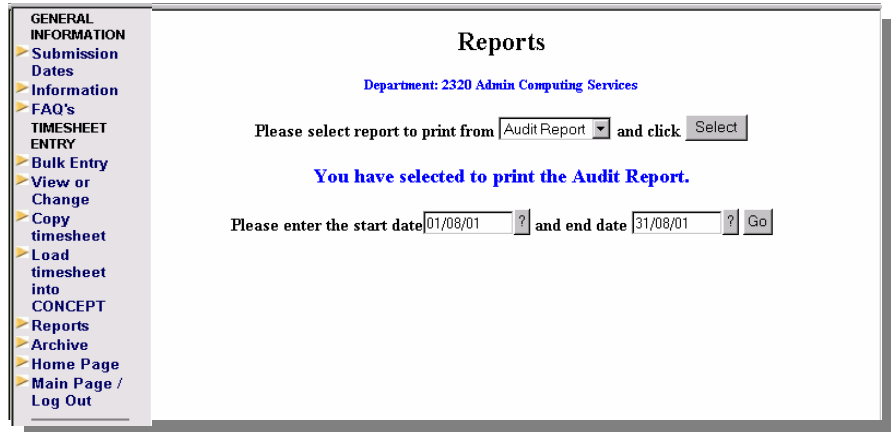 GENERAL
INFORMATION
Submission
Dates
Information
FAQ's
TIMESHEET
ENTRY
Bulk Entry
View or
Change
Copy
timesheet
Load
timesheet
into
CONCEPT
Reports
Archive
Home Page
Main Page /
Log Out
Reports
Department: 2320 Admin Computing Services
Please select report to print from Audit Report and click Select
You have selected to print the Audit Report.
Please enter the start date 01/08/01 ? and end date 31/08/01 ? Go